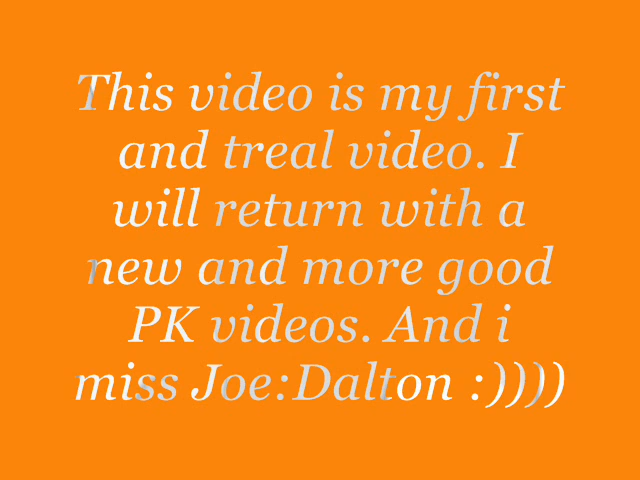 This video is my first
and treal video. I
will return with a
new and more good
PK videos. And i
miss Joe:Dalton :))))